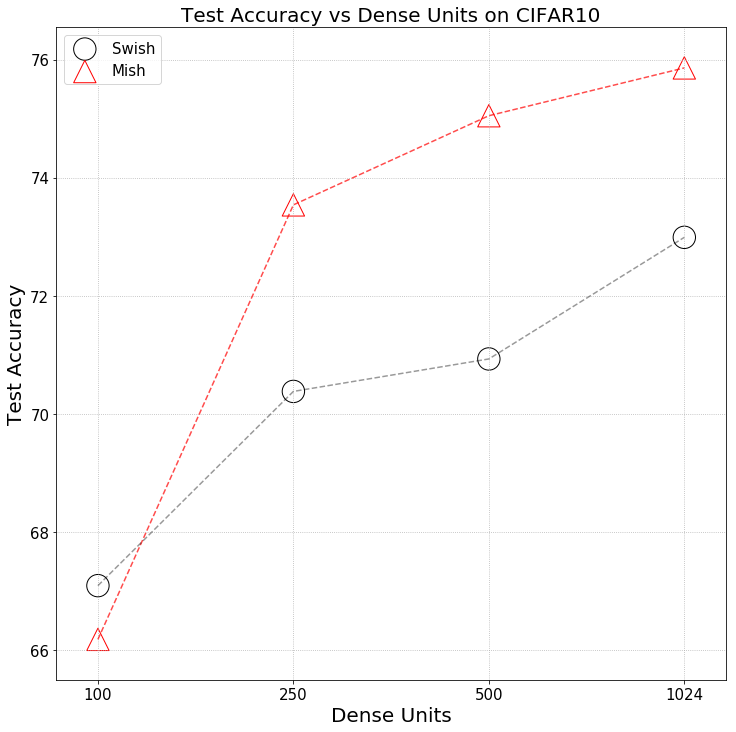 Test Accuracy vs Dense Units on CIFAR10
Swish
Mish
76
74
72
70
68
66
Test Accuracy
100 250 500 1024
Dense Units